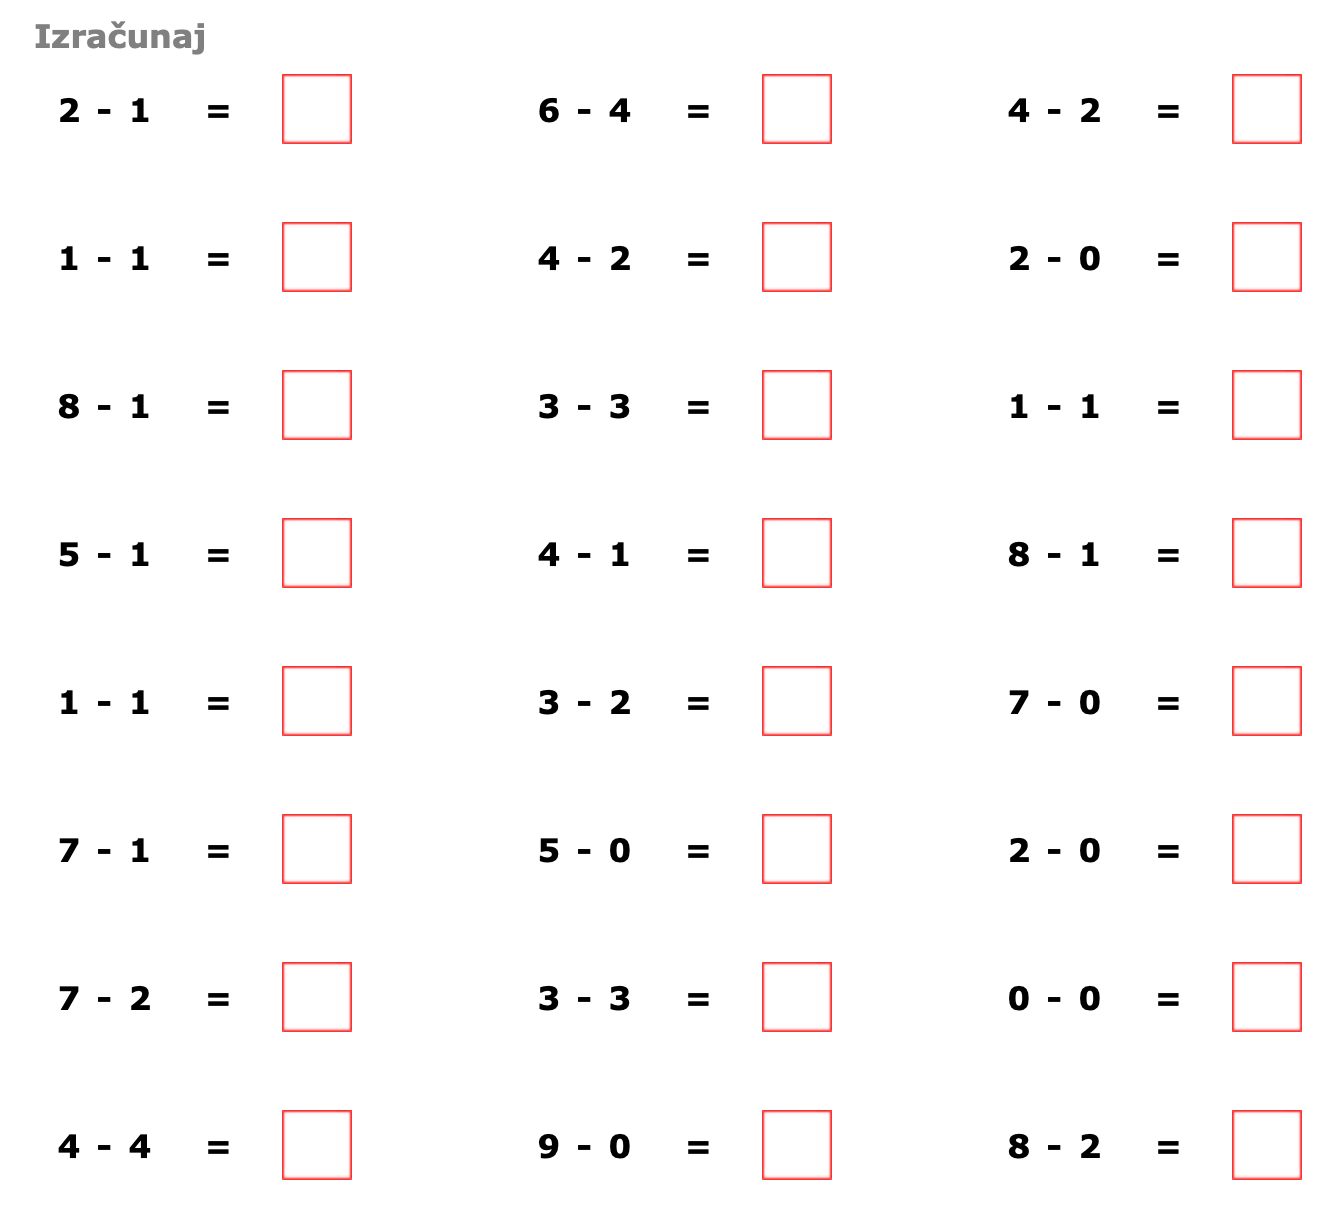 Izračunaj
2 - 1 = 6 - 4 = 4 - 2 =
1 - 1 = 4 - 2 = 2 - 0 =
8 - 1 = 3 - 3 = 1 - 1 =
5 - 1 = 4 - 1 = 8 - 1 =
1 - 1 = 3 - 2 = 7 - 0 =
7 - 1 = 5 - 0 = 2 - 0 =
7 - 2 = 3 - 3 = 0 - 0 =
4 - 4 = 9 - 0 = 8 - 2 =